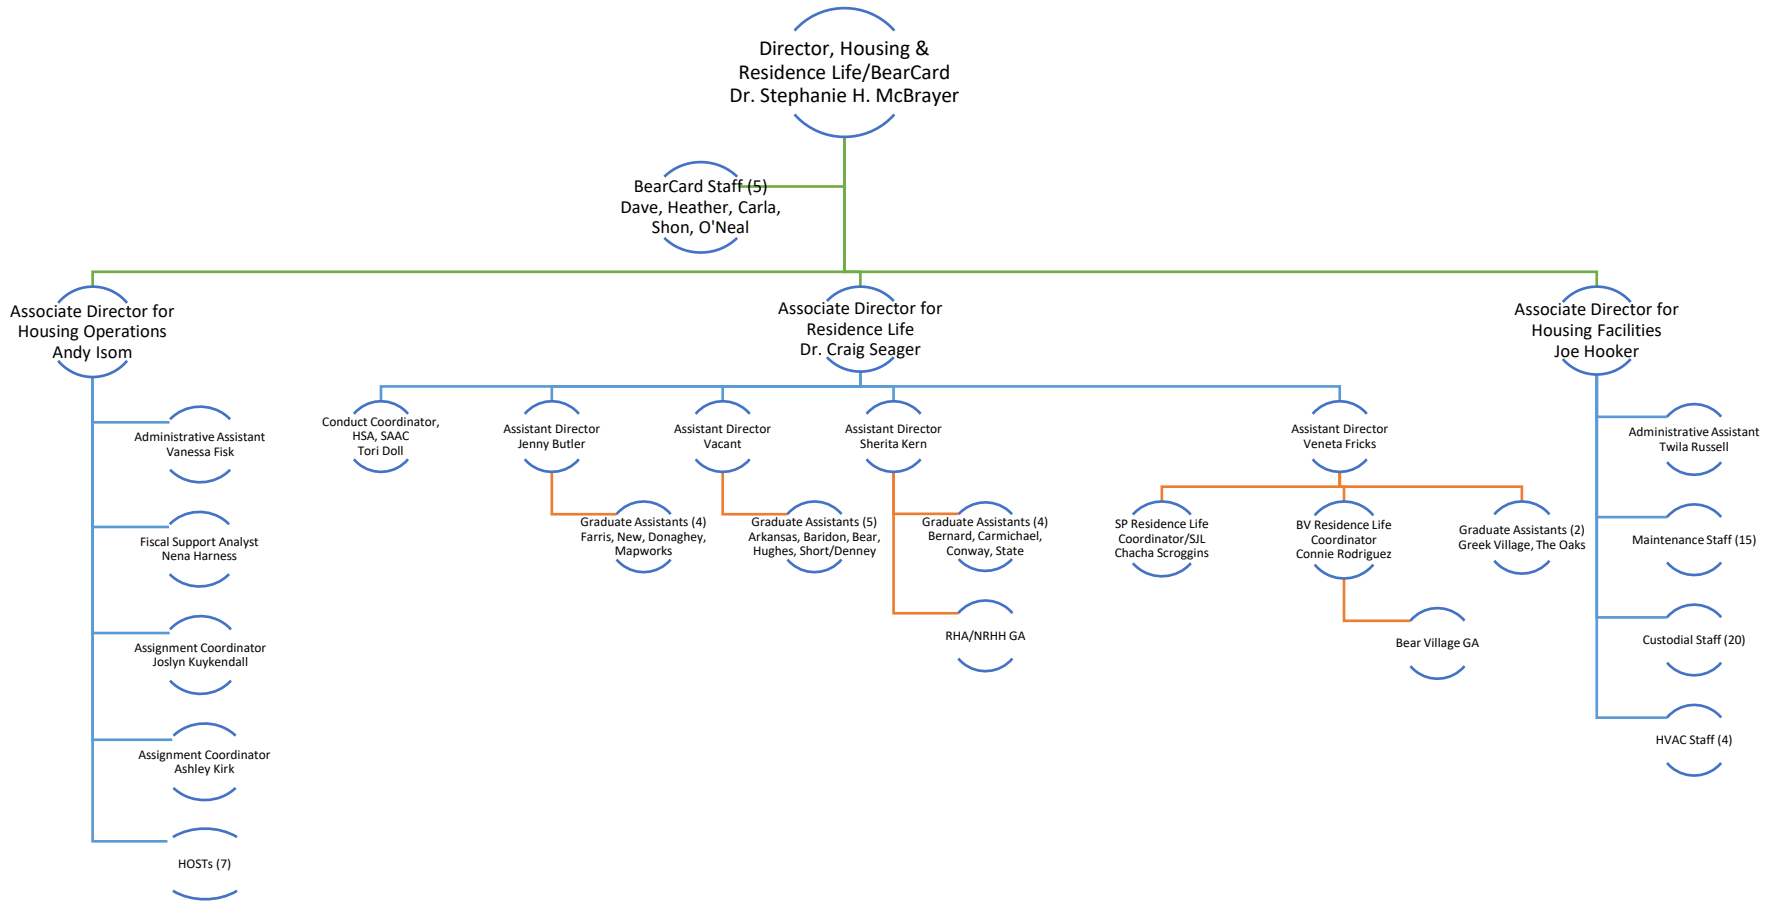 Director, Housing &
Residence Life/BearCard
Dr. Stephanie H. McBrayer
BearCard Staff (5)
Dave, Heather, Carla,
Shon, O'Neal
Associate Director for
Housing Operations
Andy Isom
Associate Director for
Residence Life
Dr. Craig Seager
Associate Director for
Housing Facilities
Joe Hooker
Administrative Assistant
Vanessa Fisk
Fiscal Support Analyst
Nena Harness
Assignment Coordinator
Joslyn Kuykendall
Assignment Coordinator
Ashley Kirk
HOSTs (7)
Conduct Coordinator,
HSA, SAAC
Tori Doll
Assistant Director
Jenny Butler
Graduate Assistants (4)
Farris, New, Donaghey,
Mapworks
Assistant Director
Vacant
Graduate Assistants (5)
Arkansas, Baridon, Bear,
Hughes, Short/Denney
Assistant Director
Sherita Kern
Graduate Assistants (4)
Bernard, Carmichael,
Conway, State
RHA/NRHH GA
Assistant Director
Veneta Fricks
SP Residence Life
Coordinator/SJL
Chacha Scroggins
BV Residence Life
Coordinator
Connie Rodriguez
Bear Village GA
Graduate Assistants (2)
Greek Village, The Oaks
Administrative Assistant
Twila Russell
Maintenance Staff (15)
Custodial Staff (20)
HVAC Staff (4)